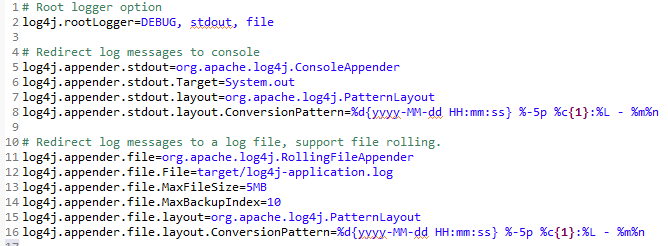 1 # Root logger option
2 log4j.rootLogger=DEBUG, stdout, file
3
4 # Redirect log messages to console
5 log4j.appender.stdout=org.apache.log4j.ConsoleAppender
6 log4j.appender.stdout.Target=System.out
7 log4j.appender.stdout.layout=org.apache.log4j.PatternLayout
8 log4j.appender.stdout.layout.ConversionPattern=%d{yyyy-MM-dd HH:mm:ss} %-5p %c{1}:%L - %m%n
9
10 # Redirect log messages to a log file, support file rolling.
11 log4j.appender.file=org.apache.log4j.RollingFileAppender
12 log4j.appender.file.File=target/log4j-application.log
13 log4j.appender.file.MaxFileSize=5MB
14 log4j.appender.file.MaxBackupIndex=10
15 log4j.appender.file.layout=org.apache.log4j.PatternLayout
16 log4j.appender.file.layout.ConversionPattern=%d{yyyy-MM-dd HH:mm:ss} %-5p %c{1}:%L - %m%n
17